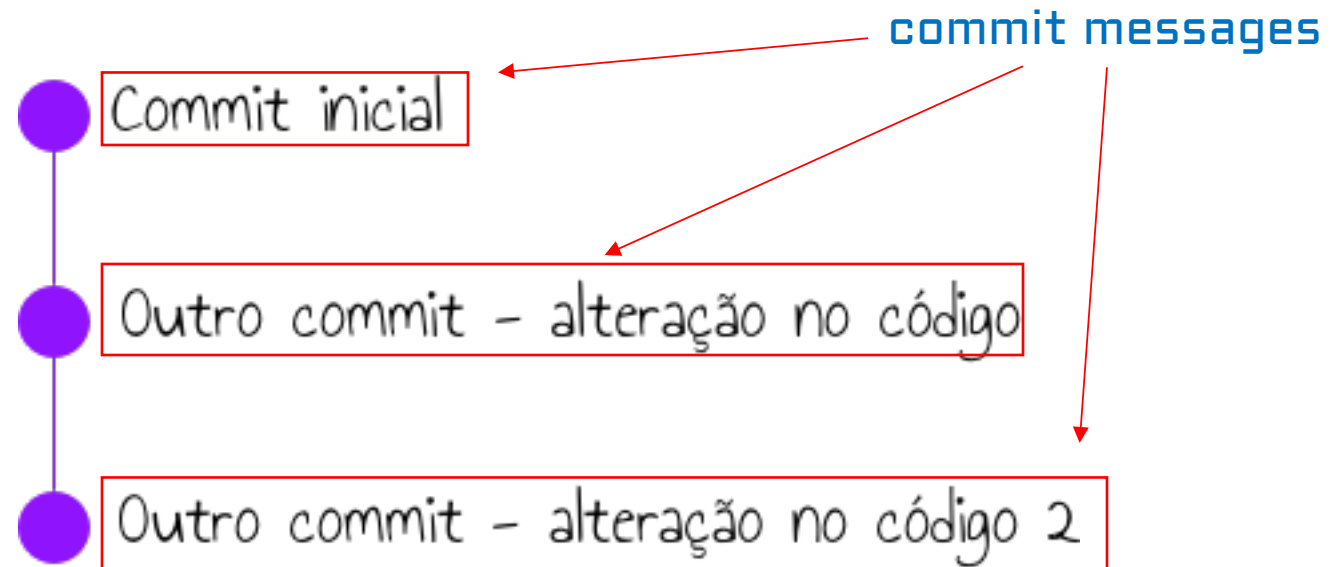 commit messages
Commit inicial
Outro commit - alteração no código
Outro commit - alteração no código 2